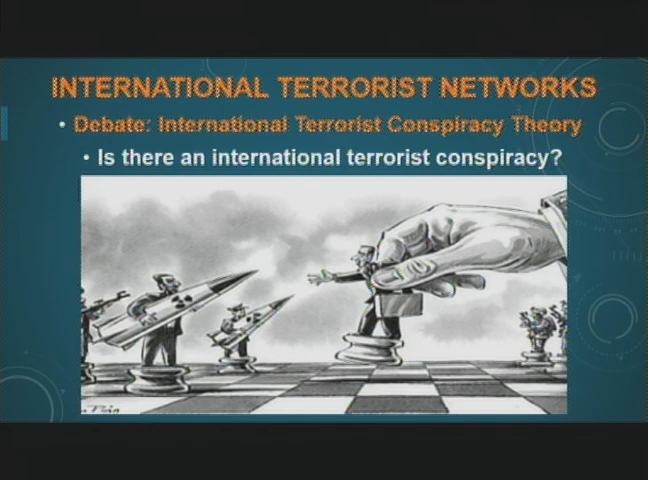 INTERNATIONAL TERRORIST NETWORKS
• Debate: International Terrorist Conspiracy Theory
• Is there an international terrorist conspiracy?